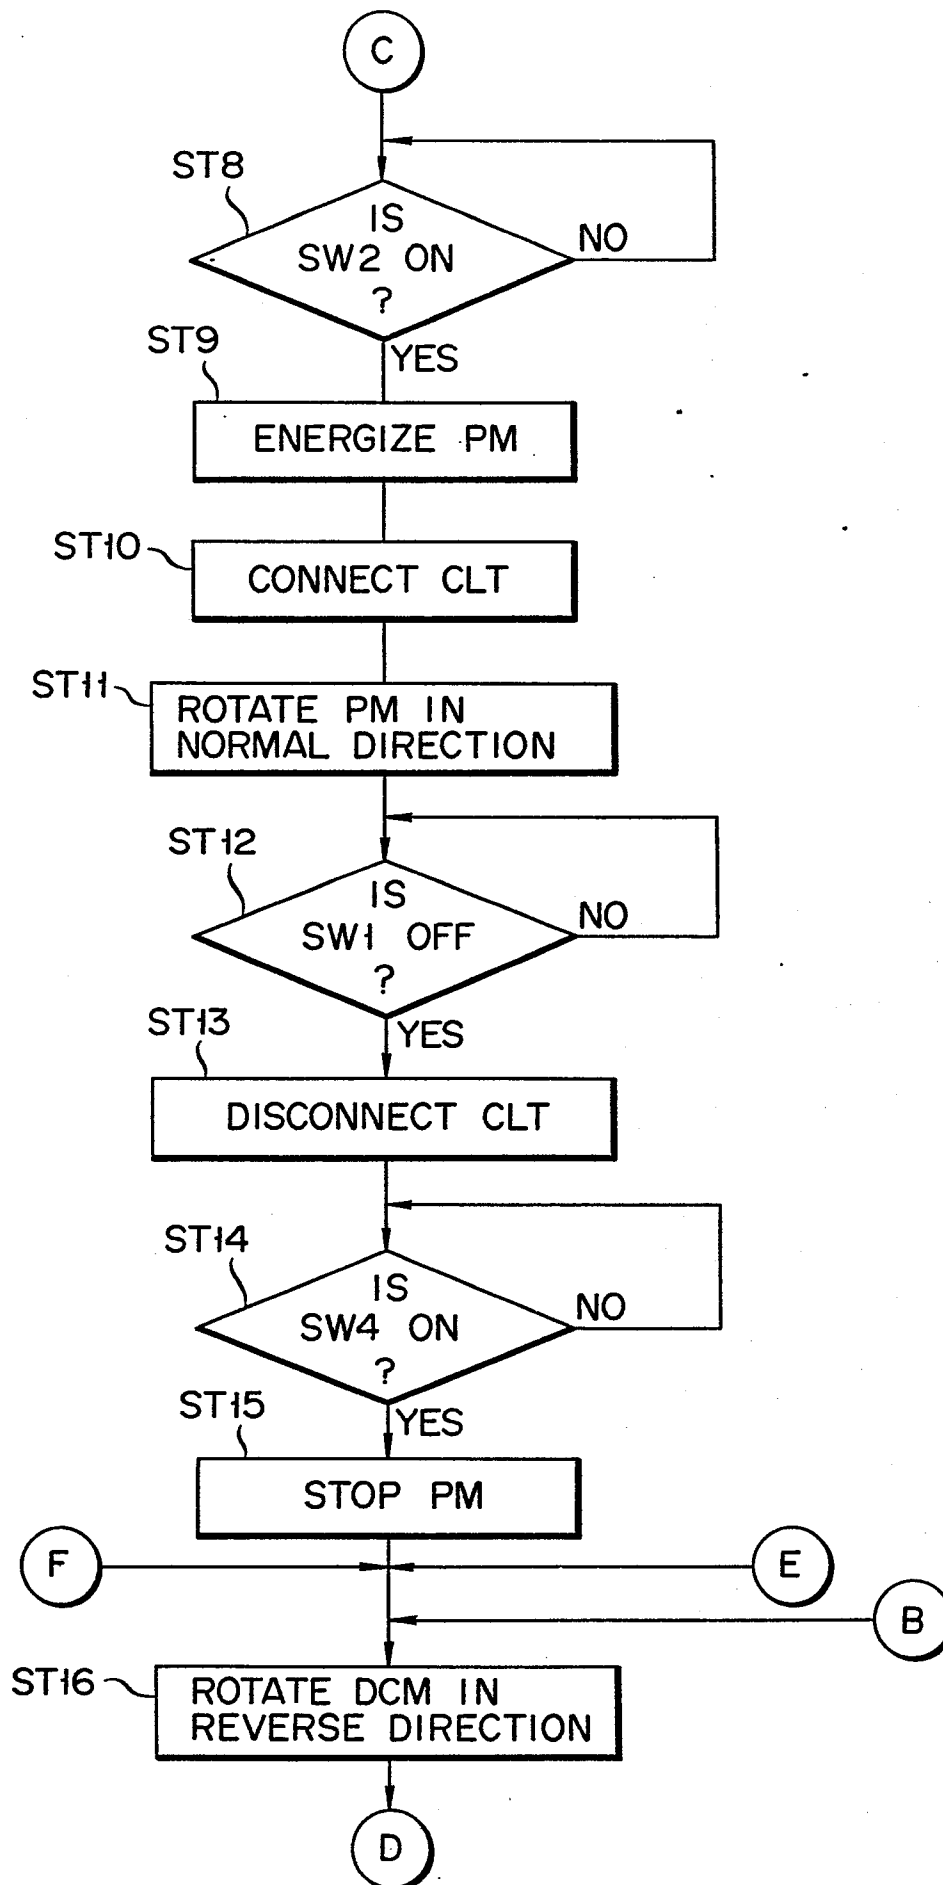 C
ST8
IS
SW2 ON
?
NO
YES
ST9
ENERGIZE PM
ST10
CONNECT CLT
ST11
ROTATE PM IN
NORMAL DIRECTION
ST12
IS
SW1 OFF
?
NO
YES
ST13
DISCONNECT CLT
ST14
IS
SW4 ON
?
NO
YES
ST15
STOP PM
F
E
B
ST16
ROTATE DCM IN
REVERSE DIRECTION
D